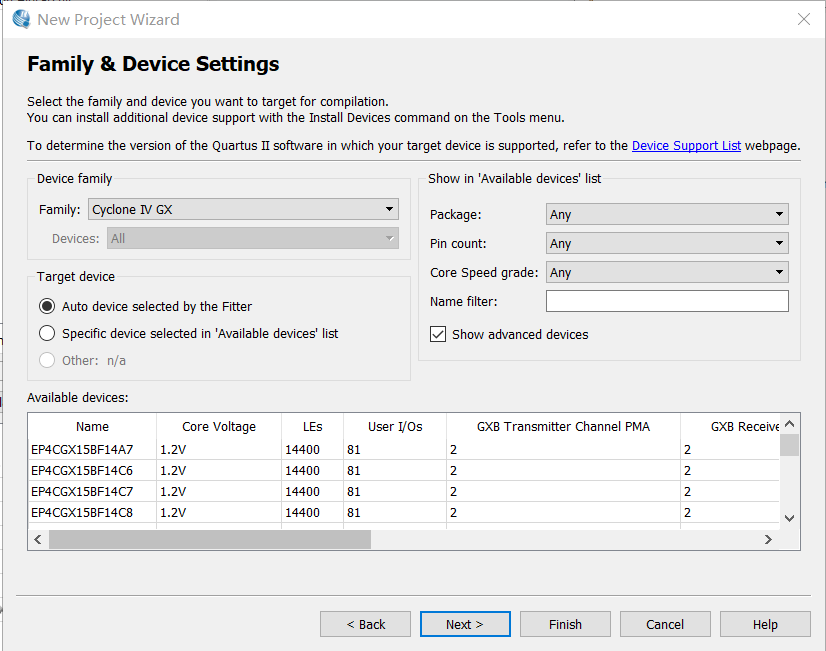 New Project Wizard
Family & Device Settings
Select the family and device you want to target for compilation.
You can install additional device support with the Install Devices command on the Tools menu.
To determine the version of the Quartus II software in which your target device is supported, refer to the Device Support List webpage.
Device family
Family: Cyclone IV GX
Devices: All
Target device
Auto device selected by the Fitter
Specific device selected in 'Available devices' list
Other: n/a
Show in 'Available devices' list
Package: Any
Pin count: Any
Core Speed grade: Any
Name filter:
Show advanced devices
Available devices:
Name Core Voltage LEs User I/Os GXB Transmitter Channel PMA GXB Receive
EP4CGX15BF14A7 1.2V 14400 81 2 2
EP4CGX15BF14C6 1.2V 14400 81 2 2
EP4CGX15BF14C7 1.2V 14400 81 2 2
EP4CGX15BF14C8 1.2V 14400 81 2 2
< Back Next > Finish Cancel Help